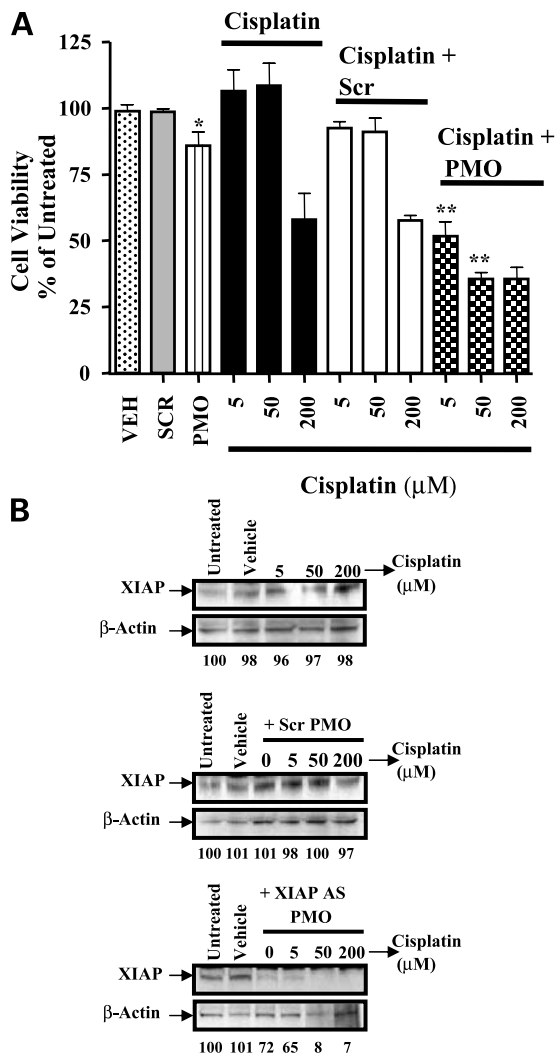 A
Cell Viability
% of Untreated
125
100
75
50
25
0
Cisplatin
Cisplatin +
Scr
Cisplatin +
PMO
*
**
**
VEH SCR PMO 5 50 200 5 50 200 5 50 200
Cisplatin (μM)
B
Untreated Vehicle 5 50 200 Cisplatin
(μM)
XIAP
β-Actin
100 98 96 97 98
+ Scr PMO
Untreated Vehicle 0 5 50 200 Cisplatin
(μM)
XIAP
β-Actin
100 101 101 98 100 97
+ XIAP AS
PMO
Untreated Vehicle 0 5 50 200 Cisplatin
(μM)
XIAP
β-Actin
100 101 72 65 8 7